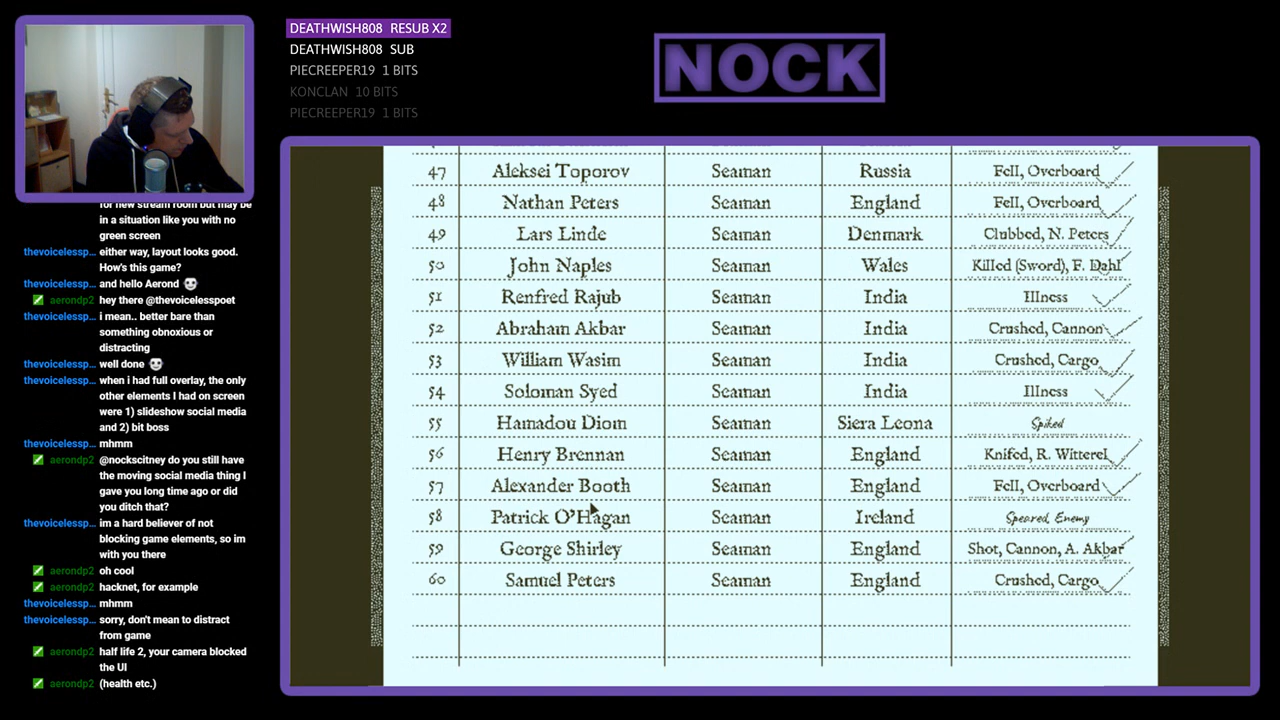 DEATHWISH808 RESUB X2
DEATHWISH808 SUB
PIECREEPER19 1 BITS
KONCLAN 10 BITS
PIECREEPER19 1 BITS
NOCK
for new stream room but may be
in a situation like you with no
green screen
thevoicelessp... either way, layout looks good.
How's this game?
thevoicelessp... and hello Aerond
aerondp2 hey there @thevoicelesspoet
thevoicelessp... i mean.. better bare than
something obnoxious or
distracting
thevoicelessp... well done
thevoicelessp... when i had full overlay, the only
other elements I had on screen
were 1) slideshow social media
and 2) bit boss
thevoicelessp... mhmm
aerondp2 @nockscitney do you still have
the moving social media thing I
gave you long time ago or did
you ditch that?
thevoicelessp... im a hard believer of not
blocking game elements, so im
with you there
aerondp2 oh cool
aerondp2 hacknet, for example
thevoicelessp... mhmm
thevoicelessp... sorry, don't mean to distract
from game
aerondp2 half life 2, your camera blocked
the UI
aerondp2 (health etc.)
47 Aleksei Toporov Seaman Russia Fell, Overboard
48 Nathan Peters Seaman England Fell, Overboard
49 Lars Linde Seaman Denmark Clubbed, N. Peters
50 John Naples Seaman Wales Killed (Sword), F. Dahl
51 Renfred Rajub Seaman India Illness
52 Abraham Akbar Seaman India Crushed, Cannon
53 William Wasim Seaman India Crushed, Cargo
54 Soloman Syed Seaman India Illness
55 Hamadou Diom Seaman Siera Leona Spiked
56 Henry Brennan Seaman England Knifed, R. Witterel
57 Alexander Booth Seaman England Fell, Overboard
58 Patrick O'Hagan Seaman Ireland Speared, Enemy
59 George Shirley Seaman England Shot, Cannon, A. Akbar
60 Samuel Peters Seaman England Crushed, Cargo